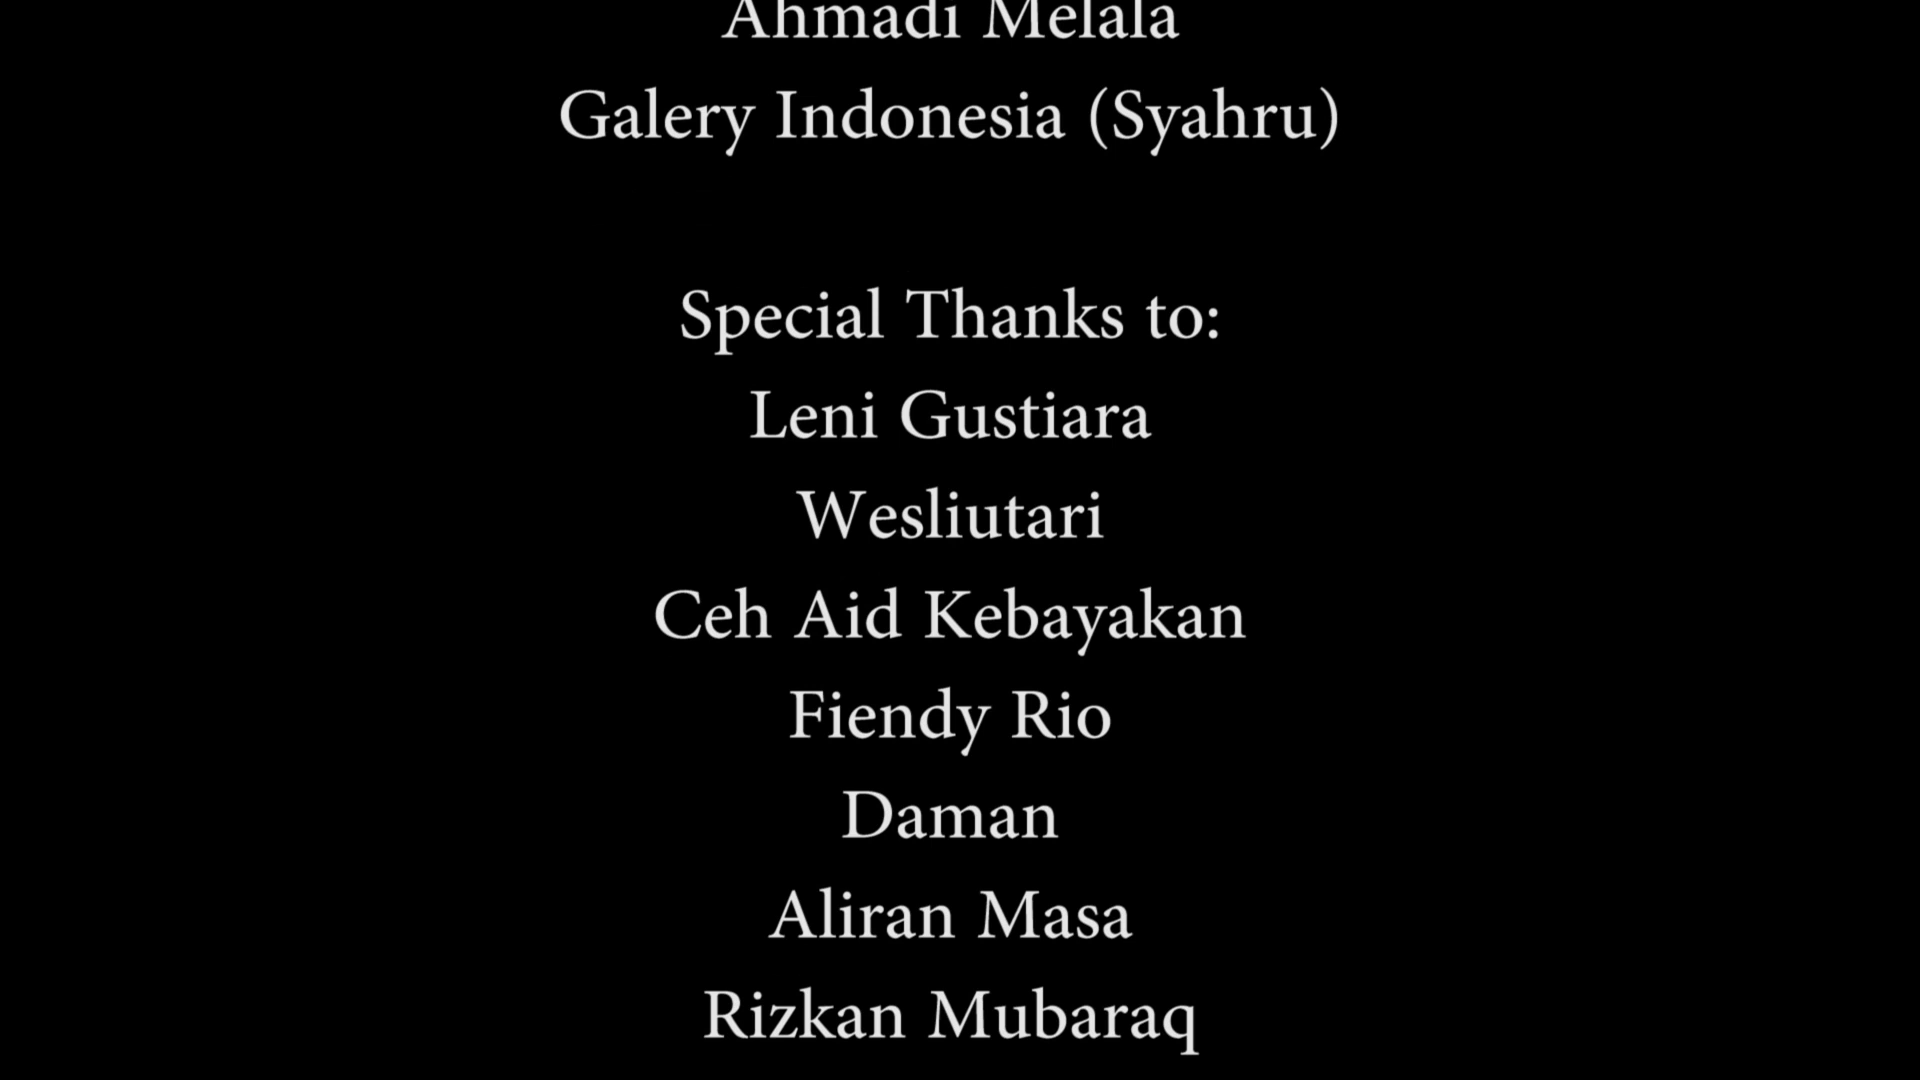 Ahmadi Melala
Galery Indonesia (Syahru)
Special Thanks to:
Leni Gustiara
Wesliutari
Ceh Aid Kebayakan
Fiendy Rio
Daman
Aliran Masa
Rizkan Mubaraq